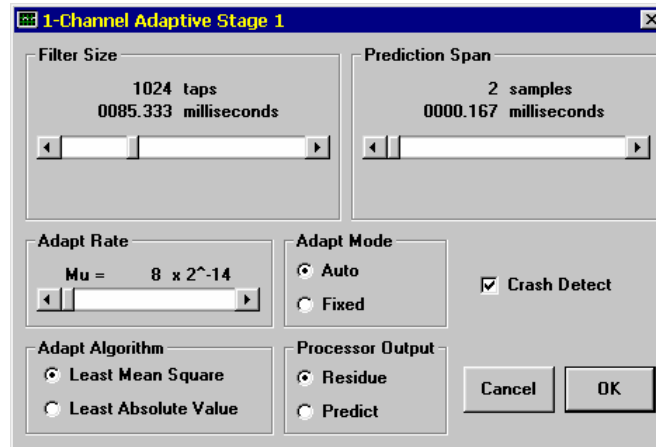 1-Channel Adaptive Stage 1
Filter Size
1024 taps
0085.333 milliseconds
Prediction Span
2 samples
0000.167 milliseconds
Adapt Rate
Mu = 8 x 2^-14
Adapt Mode
Auto
Fixed
Crash Detect
Adapt Algorithm
Least Mean Square
Least Absolute Value
Processor Output
Residue
Predict
Cancel
OK